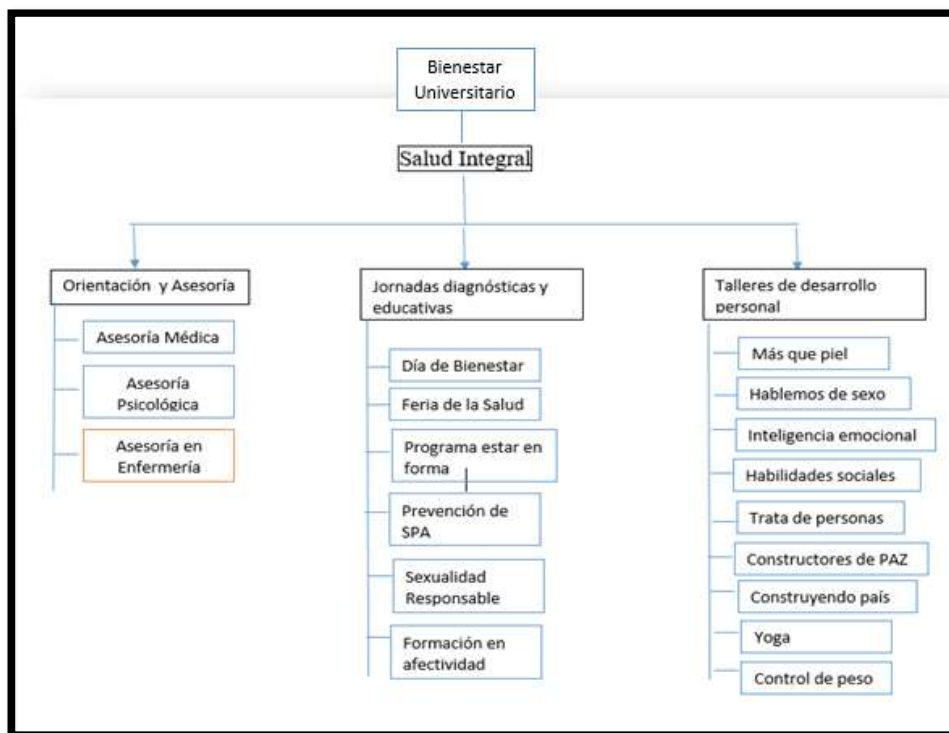 Bienestar
Universitario
Salud Integral
Orientación y Asesoría
Asesoría Médica
Asesoría
Psicológica
Asesoría en
Enfermería
Jornadas diagnósticas y
educativas
Día de Bienestar
Feria de la Salud
Programa estar en
forma
Prevención de
SPA
Sexualidad
Responsable
Formación en
afectividad
Talleres de desarrollo
personal
Más que piel
Hablemos de sexo
Inteligencia emocional
Habilidades sociales
Trata de personas
Constructores de PAZ
Construyendo país
Yoga
Control de peso